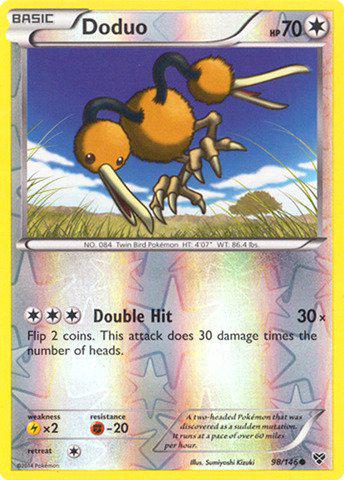 BASIC
Doduo
HP70
NO. 084 Twin Bird Pokémon HT. 4'07" WT. 86.4 lbs.
Double Hit 30×
Flip 2 coins. This attack does 30 damage times the
number of heads.
weakness
×2
resistance
-20
retreat
A two-headed Pokémon that was
discovered as a sudden mutation.
It runs at a pace of over 60 miles
per hour.
Illus. Sumiyoshi Kizuki
98/146
©2014 Pokémon
XY